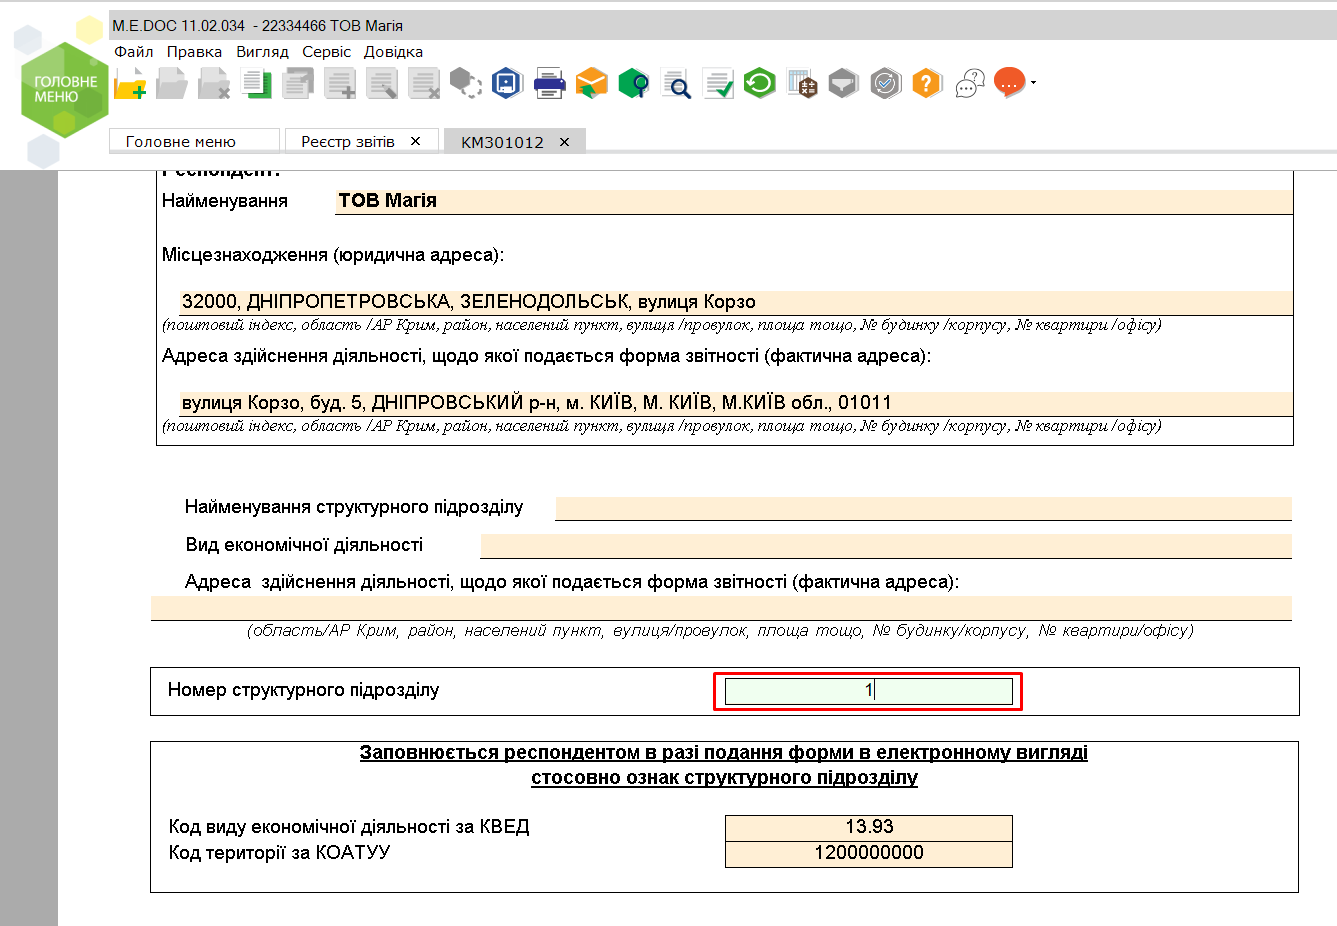 M.E.DOC 11.02.034 - 22334466 ТОВ Магія
Файл Правка Вигляд Сервіс Довідка
ГОЛОВНЕ
МЕНЮ
Головне меню
Реєстр звітів ✕
KM301012 ✕
Респондент:
Найменування ТОВ Магія
Місцезнаходження (юридична адреса):
32000, ДНІПРОПЕТРОВСЬКА, ЗЕЛЕНОДОЛЬСЬК, вулиця Корзо
(поштовий індекс, область /АР Крим, район, населений пункт, вулиця /провулок, площа тощо, № будинку /корпусу, № квартири /офісу)
Адреса здійснення діяльності, щодо якої подається форма звітності (фактична адреса):
вулиця Корзо, буд. 5, ДНІПРОВСЬКИЙ р-н, м. КИЇВ, М. КИЇВ, М.КИЇВ обл., 01011
(поштовий індекс, область /АР Крим, район, населений пункт, вулиця /провулок, площа тощо, № будинку /корпусу, № квартири /офісу)
Найменування структурного підрозділу
Вид економічної діяльності
Адреса здійснення діяльності, щодо якої подається форма звітності (фактична адреса):
(область/АР Крим, район, населений пункт, вулиця/провулок, площа тощо, № будинку/корпусу, № квартири/офісу)
Номер структурного підрозділу 1
Заповнюється респондентом в разі подання форми в електронному вигляді
стосовно ознак структурного підрозділу
Код виду економічної діяльності за КВЕД 13.93
Код території за КОАТУУ 1200000000